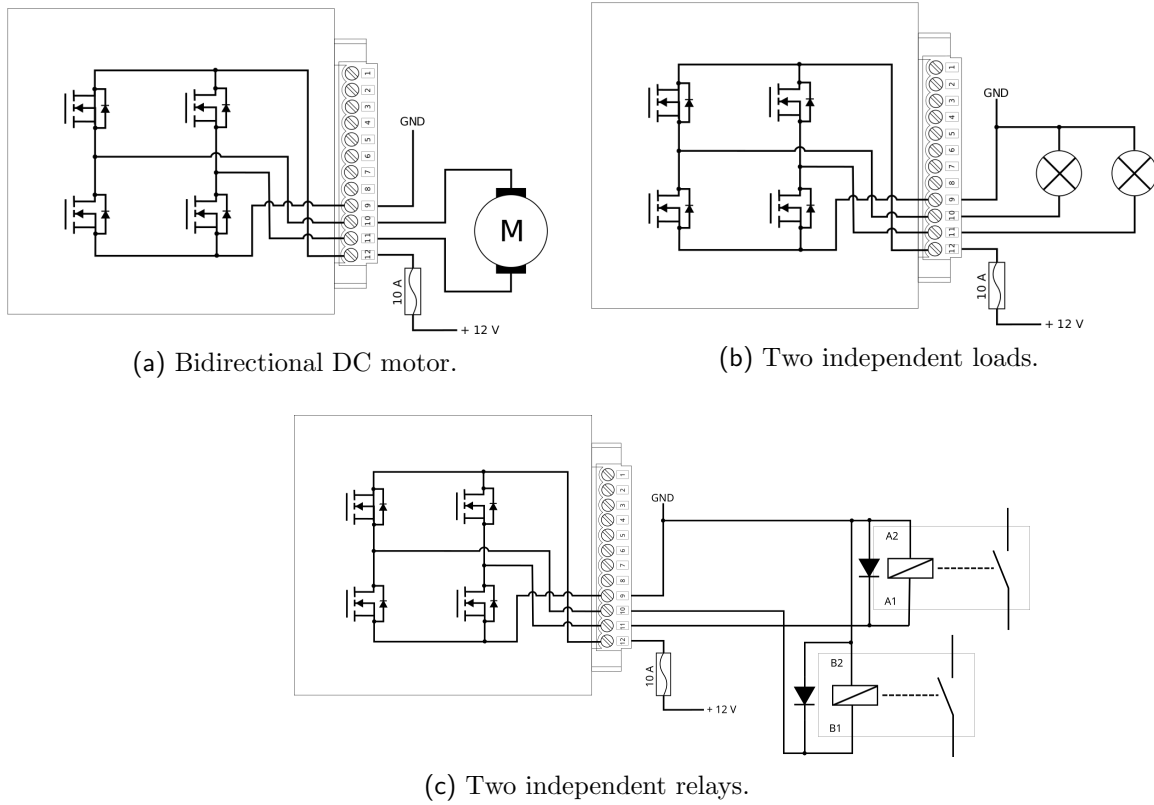 1
2
3
4
5
6
7
8
9
10
11
12
GND
M
10 A
+ 12 V
(a) Bidirectional DC motor.
1
2
3
4
5
6
7
8
9
10
11
12
GND
10 A
+ 12 V
(b) Two independent loads.
1
2
3
4
5
6
7
8
9
10
11
12
GND
A2
A1
B2
B1
10 A
+ 12 V
(c) Two independent relays.